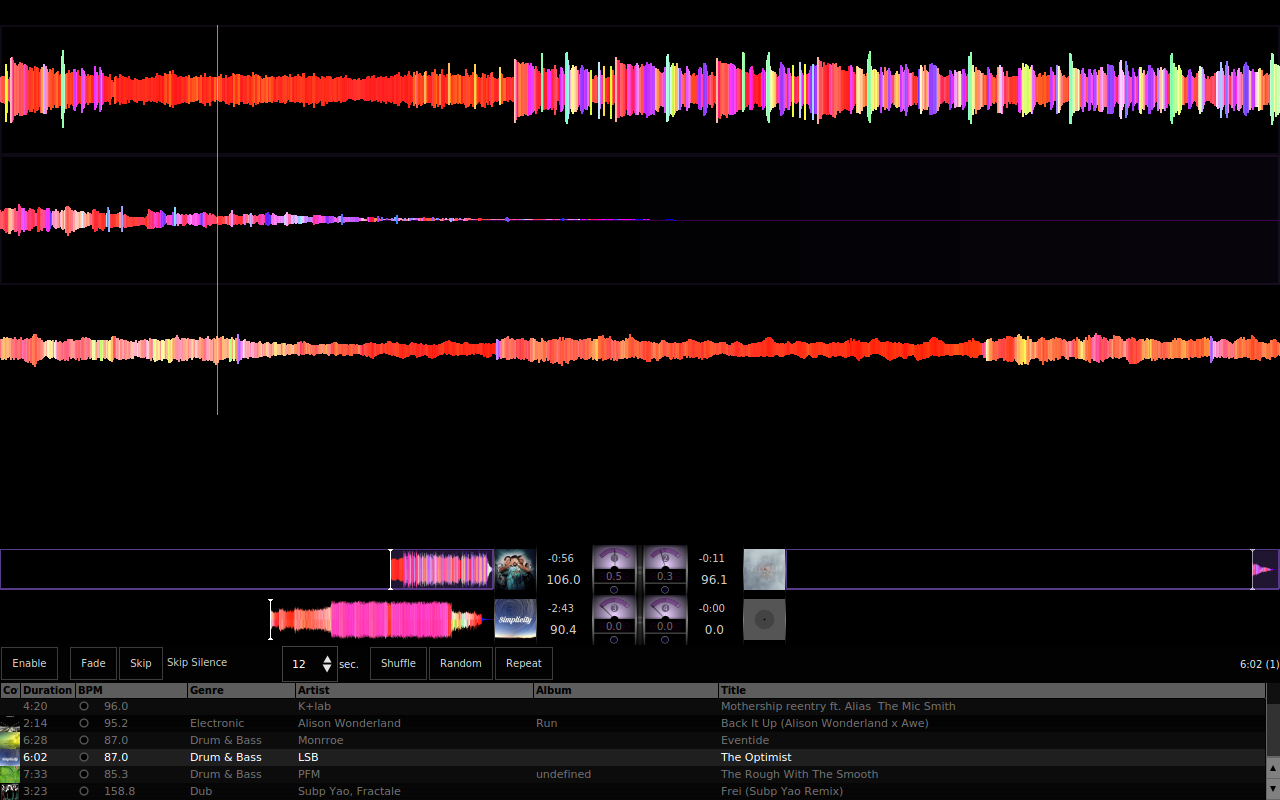 -0:56 1 2 -0:11
106.0 0.5 0.3 96.1
-2:43 3 4 -0:00
Simplicity 90.4 0.0 0.0 0.0
Enable Fade Skip Skip Silence 12 sec. Shuffle Random Repeat 6:02 (1)
Co Duration BPM Genre Artist Album Title
4:20 96.0 K+lab Mothership reentry ft. Alias The Mic Smith
2:14 95.2 Electronic Alison Wonderland Run Back It Up (Alison Wonderland x Awe)
6:28 87.0 Drum & Bass Monrroe Eventide
6:02 87.0 Drum & Bass LSB The Optimist
7:33 85.3 Drum & Bass PFM undefined The Rough With The Smooth
3:23 158.8 Dub Subp Yao, Fractale Frei (Subp Yao Remix)